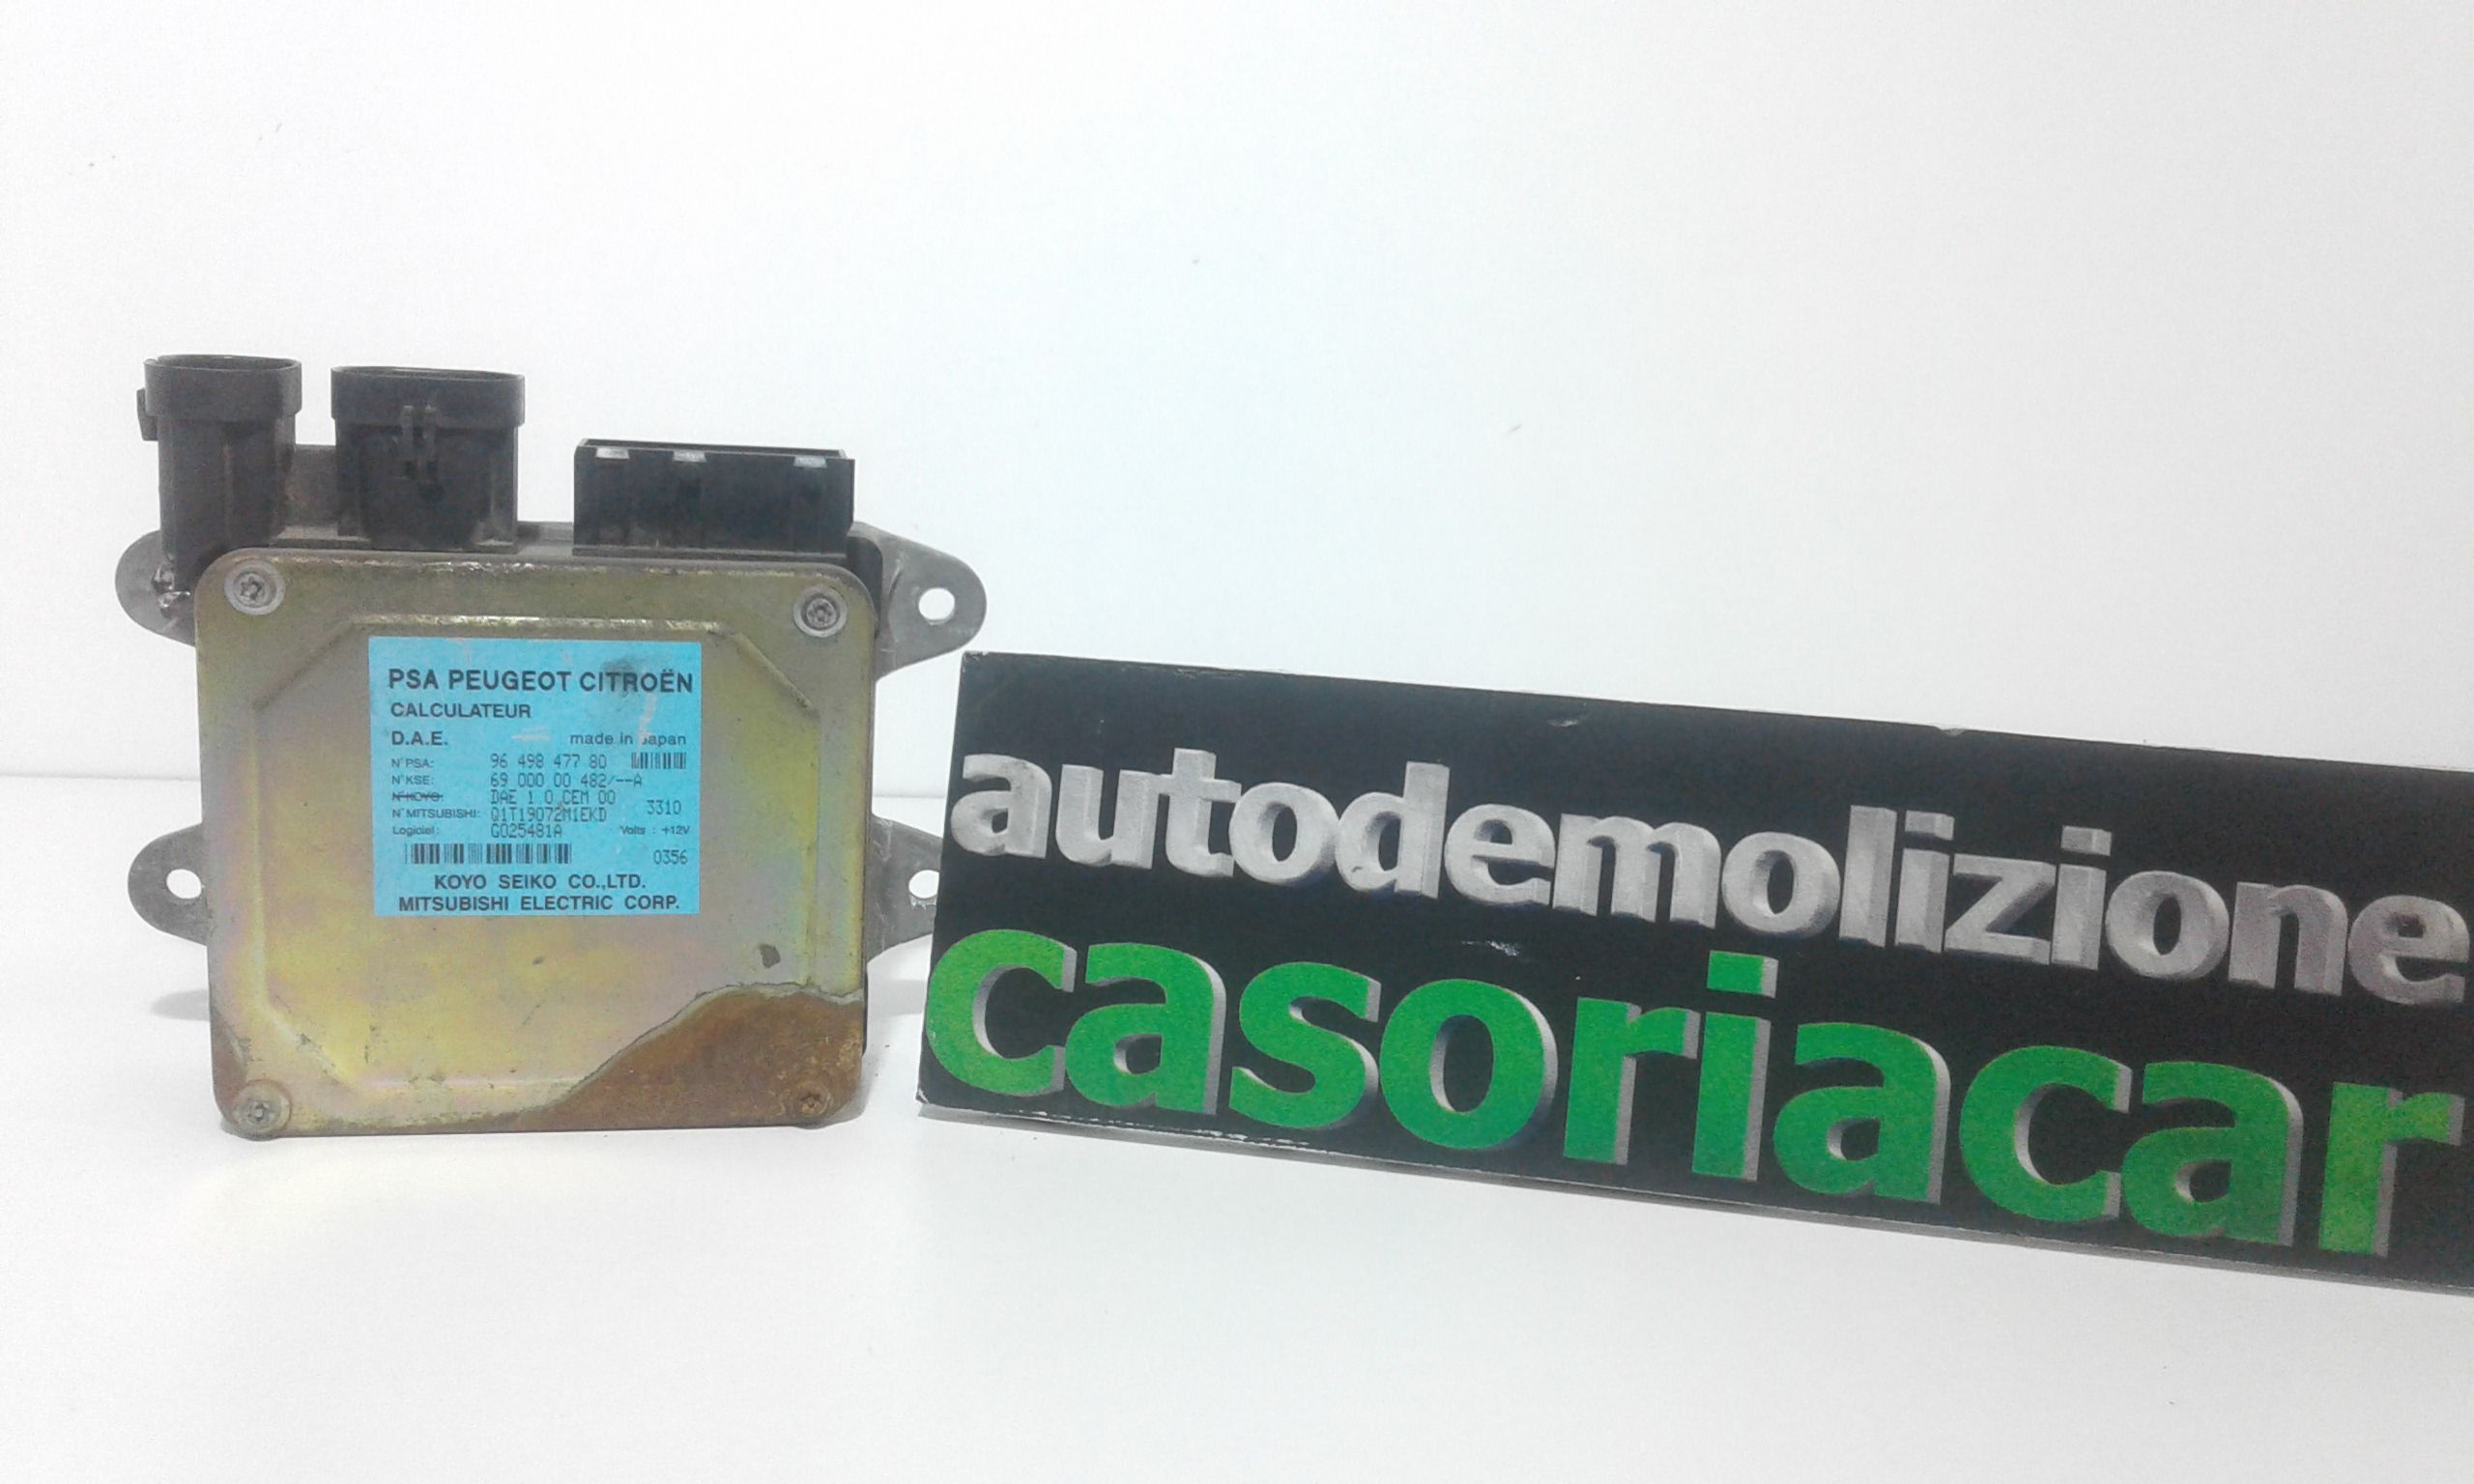 PSA PEUGEOT CITROËN
CALCULATEUR
D.A.E. made in Japan
N° PSA: 96 498 477 80
N° KSE: 69 000 00 482/--A
N° KOYO: DAE 1 0 CEM 00
3310
N° MITSUBISHI: Q1T19072M1EKD
Logiciel: G025481A Volts : +12V
0356
KOYO SEIKO CO.,LTD.
MITSUBISHI ELECTRIC CORP.
autodemolizione
casoriacar